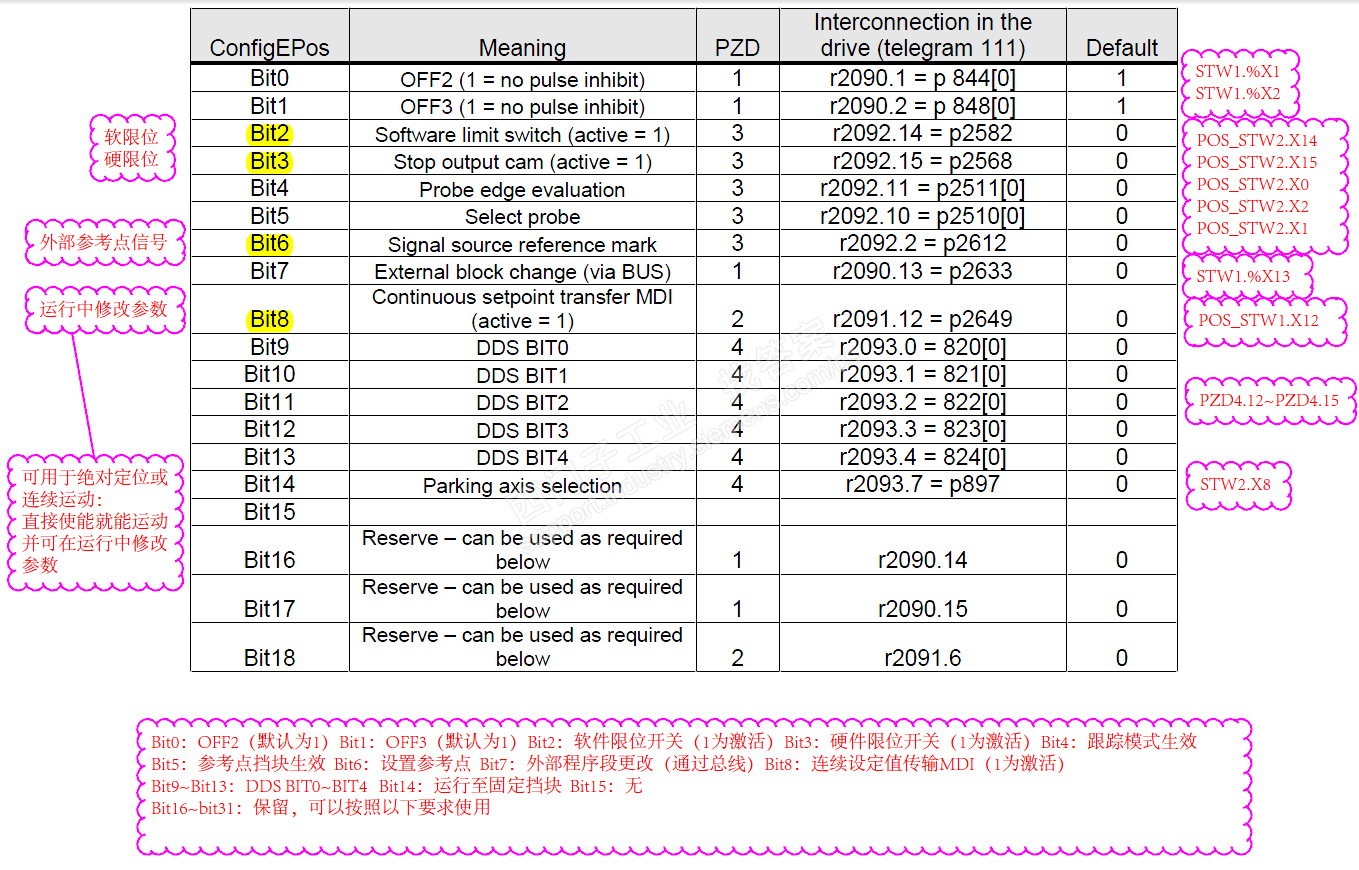 ConfigEPos Meaning PZD Interconnection in the drive (telegram 111) Default
Bit0 OFF2 (1 = no pulse inhibit) 1 r2090.1 = p 844[0] 1
Bit1 OFF3 (1 = no pulse inhibit) 1 r2090.2 = p 848[0] 1
Bit2 Software limit switch (active = 1) 3 r2092.14 = p2582 0
Bit3 Stop output cam (active = 1) 3 r2092.15 = p2568 0
Bit4 Probe edge evaluation 3 r2092.11 = p2511[0] 0
Bit5 Select probe 3 r2092.10 = p2510[0] 0
Bit6 Signal source reference mark 3 r2092.2 = p2612 0
Bit7 External block change (via BUS) 1 r2090.13 = p2633 0
Continuous setpoint transfer MDI
Bit8 (active = 1) 2 r2091.12 = p2649 0
Bit9 DDS BIT0 4 r2093.0 = 820[0] 0
Bit10 DDS BIT1 4 r2093.1 = 821[0] 0
Bit11 DDS BIT2 4 r2093.2 = 822[0] 0
Bit12 DDS BIT3 4 r2093.3 = 823[0] 0
Bit13 DDS BIT4 4 r2093.4 = 824[0] 0
Bit14 Parking axis selection 4 r2093.7 = p897 0
Bit15
Reserve – can be used as required
Bit16 below 1 r2090.14 0
Reserve – can be used as required
Bit17 below 1 r2090.15 0
Reserve – can be used as required
Bit18 below 2 r2091.6 0
软限位
硬限位
外部参考点信号
运行中修改参数
可用于绝对定位或
连续运动:
直接使能就能运动
并可在运行中修改
参数
STW1.%X1
STW1.%X2
POS_STW2.X14
POS_STW2.X15
POS_STW2.X0
POS_STW2.X2
POS_STW2.X1
STW1.%X13
POS_STW1.X12
PZD4.12~PZD4.15
STW2.X8
西门子工业 找答案
support.industry.siemens.com/cs
Bit0：OFF2（默认为1）Bit1：OFF3（默认为1）Bit2：软件限位开关（1为激活）Bit3：硬件限位开关（1为激活）Bit4：跟踪模式生效
Bit5：参考点挡块生效 Bit6：设置参考点 Bit7：外部程序段更改（通过总线）Bit8：连续设定值传输MDI（1为激活）
Bit9~Bit13：DDS BIT0~BIT4 Bit14：运行至固定挡块 Bit15：无
Bit16~bit31：保留，可以按照以下要求使用